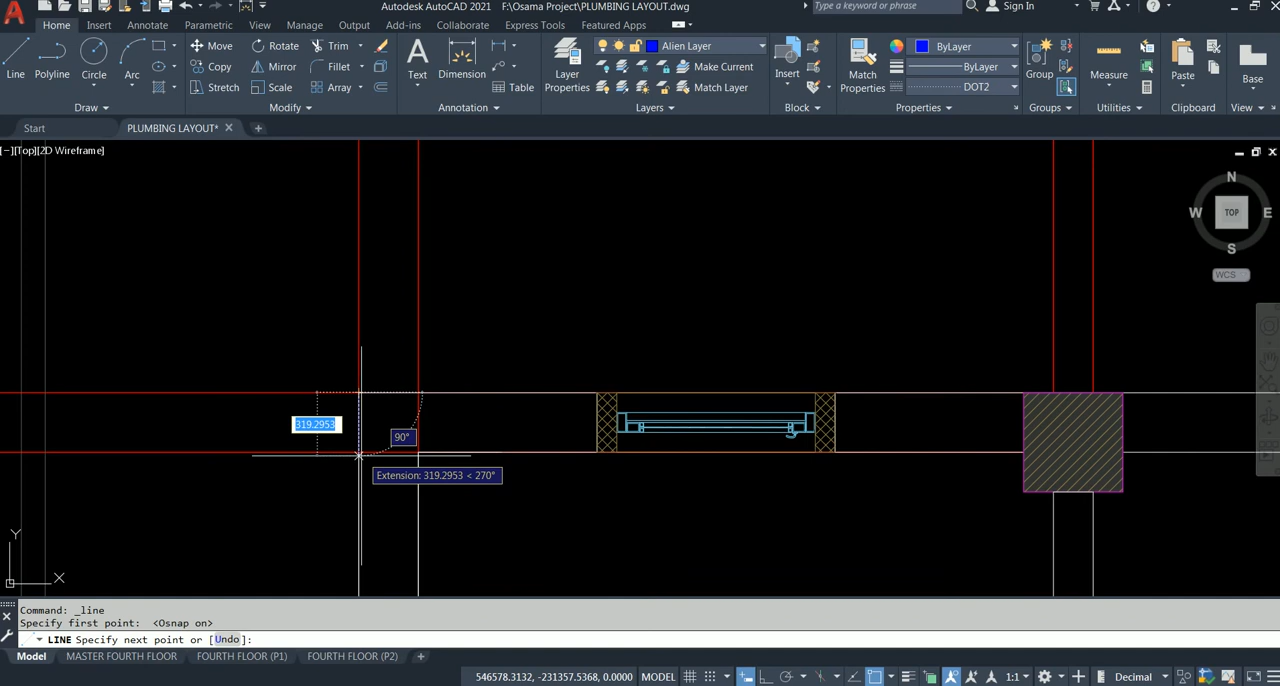 Autodesk AutoCAD 2021 F:\Osama Project\PLUMBING LAYOUT.dwg
Type a keyword or phrase
Sign In
Home Insert Annotate Parametric View Manage Output Add-ins Collaborate Express Tools Featured Apps
Line Polyline Circle Arc
Move Rotate Trim
Copy Mirror Fillet
Stretch Scale Array
Text Dimension
Table
Layer Properties
Alien Layer
Make Current
Match Layer
Insert
Match Properties
ByLayer
ByLayer
DOT2
Group
Measure
Paste
Base
Draw Modify Annotation Layers Block Properties Groups Utilities Clipboard View
Start PLUMBING LAYOUT*
[−][Top][2D Wireframe]
N
W TOP E
S
WCS
319.2953
90°
Extension: 319.2953 < 270°
Y
X
Command: _line
Specify first point: <Osnap on>
LINE Specify next point or [Undo]:
Model MASTER FOURTH FLOOR FOURTH FLOOR (P1) FOURTH FLOOR (P2) +
546578.3132, -231357.5368, 0.0000 MODEL 1:1 Decimal